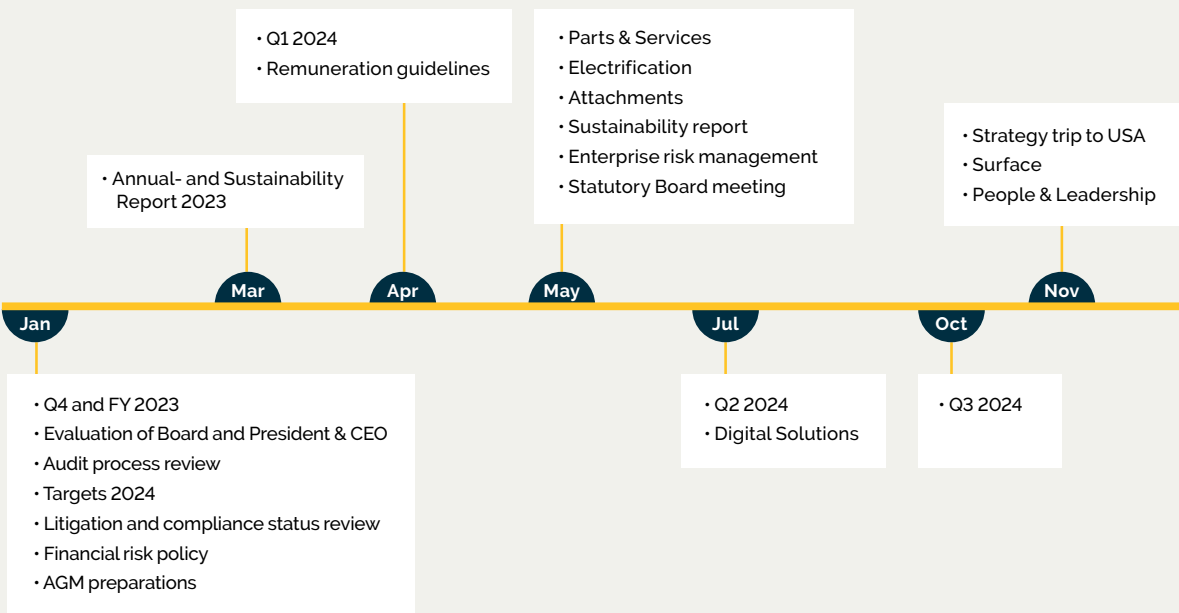 • Q1 2024
• Remuneration guidelines
• Parts & Services
• Electrification
• Attachments
• Sustainability report
• Enterprise risk management
• Statutory Board meeting
• Strategy trip to USA
• Surface
• People & Leadership
• Annual- and Sustainability
Report 2023
Mar
Apr
May
Nov
Jan
Jul
Oct
• Q4 and FY 2023
• Evaluation of Board and President & CEO
• Audit process review
• Targets 2024
• Litigation and compliance status review
• Financial risk policy
• AGM preparations
• Q2 2024
• Digital Solutions
• Q3 2024